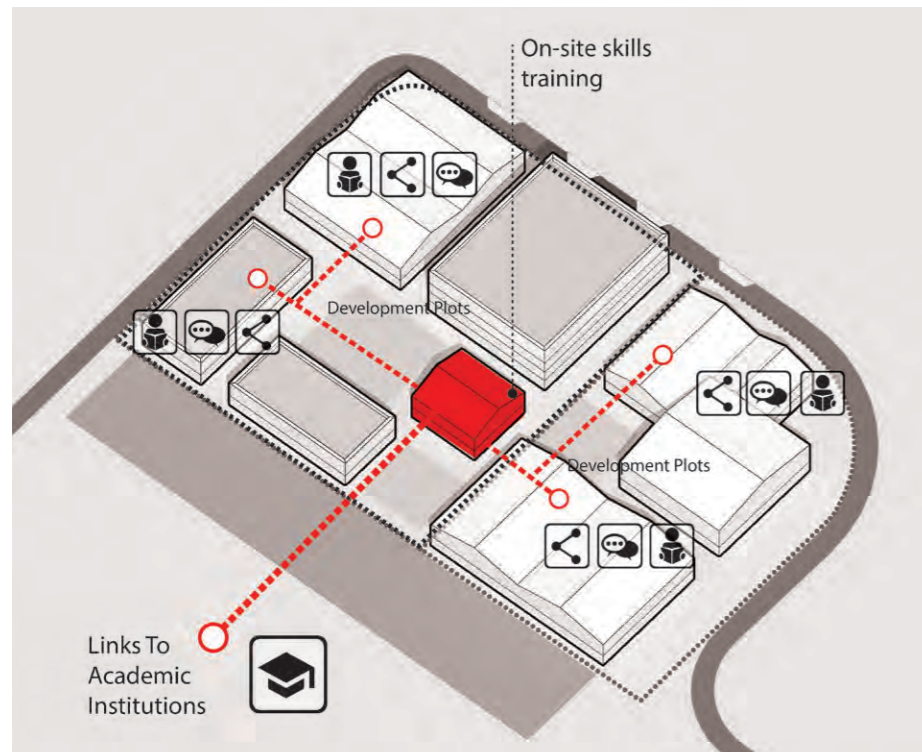 On-site skills
training
Development Plots
Development Plots
Links To
Academic
Institutions